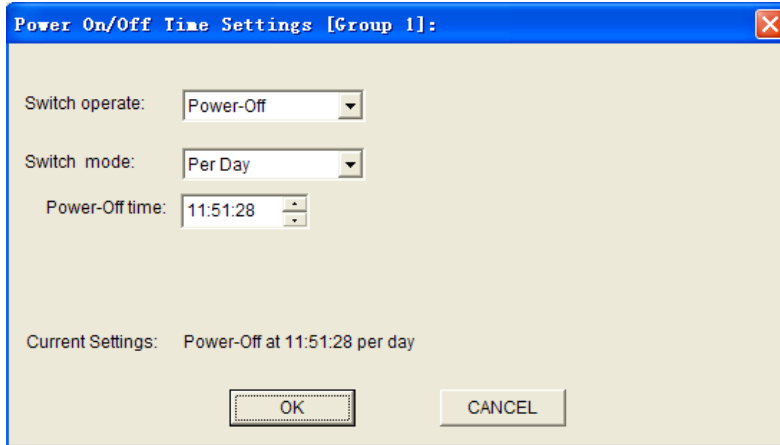 Power On/Off Time Settings [Group 1]:
Switch operate: Power-Off
Switch mode: Per Day
Power-Off time: 11:51:28
Current Settings: Power-Off at 11:51:28 per day
OK CANCEL